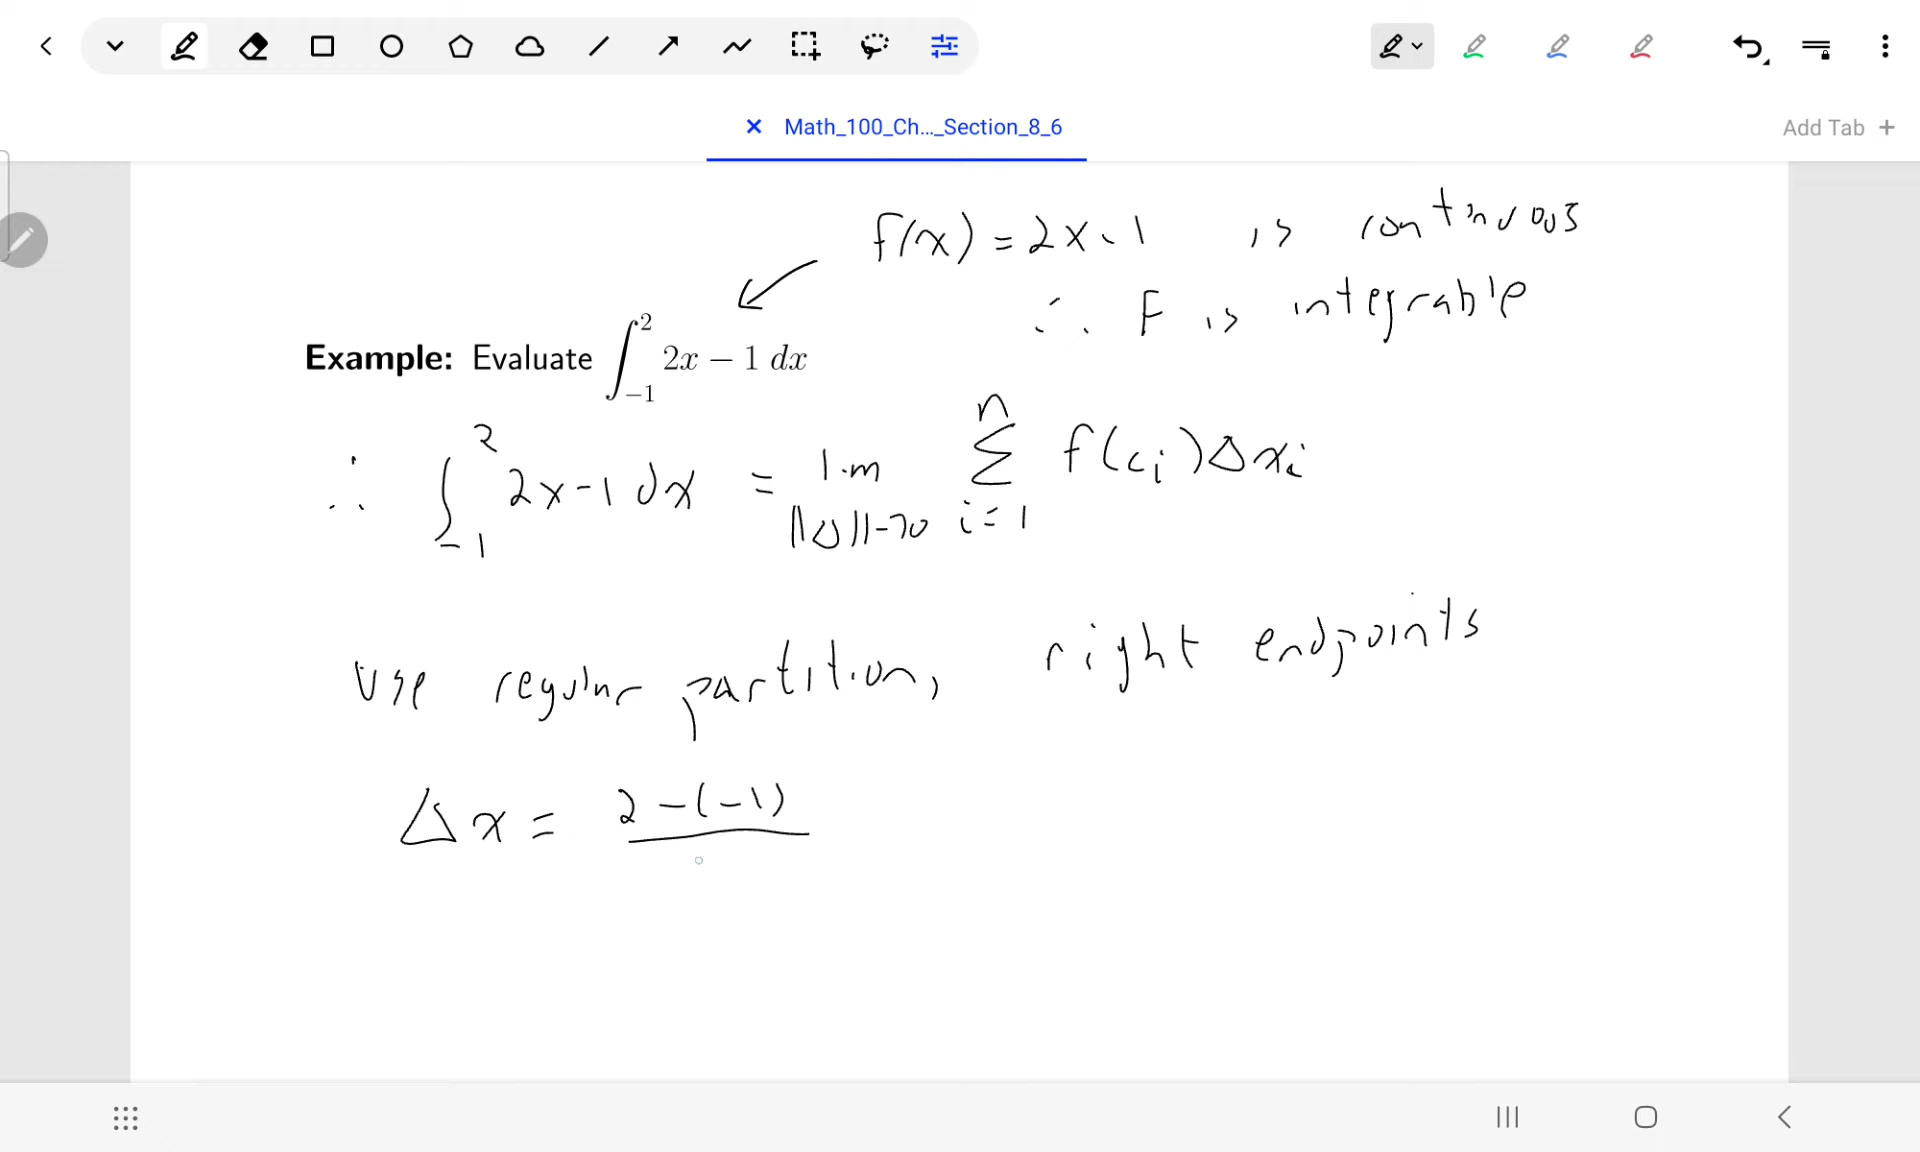 Math_100_Ch..._Section_8_6
Add Tab +
f(x) = 2x-1 is continuous
∴ F is integrable
Example: Evaluate ∫_{-1}^{2} 2x − 1 dx
∴ ∫_{-1}^{2} 2x-1 dx = lim_{||Δ||→0} ∑_{i=1}^{n} f(c_i)Δx_i
Use regular partition, right endpoints
Δx = 2-(-1)